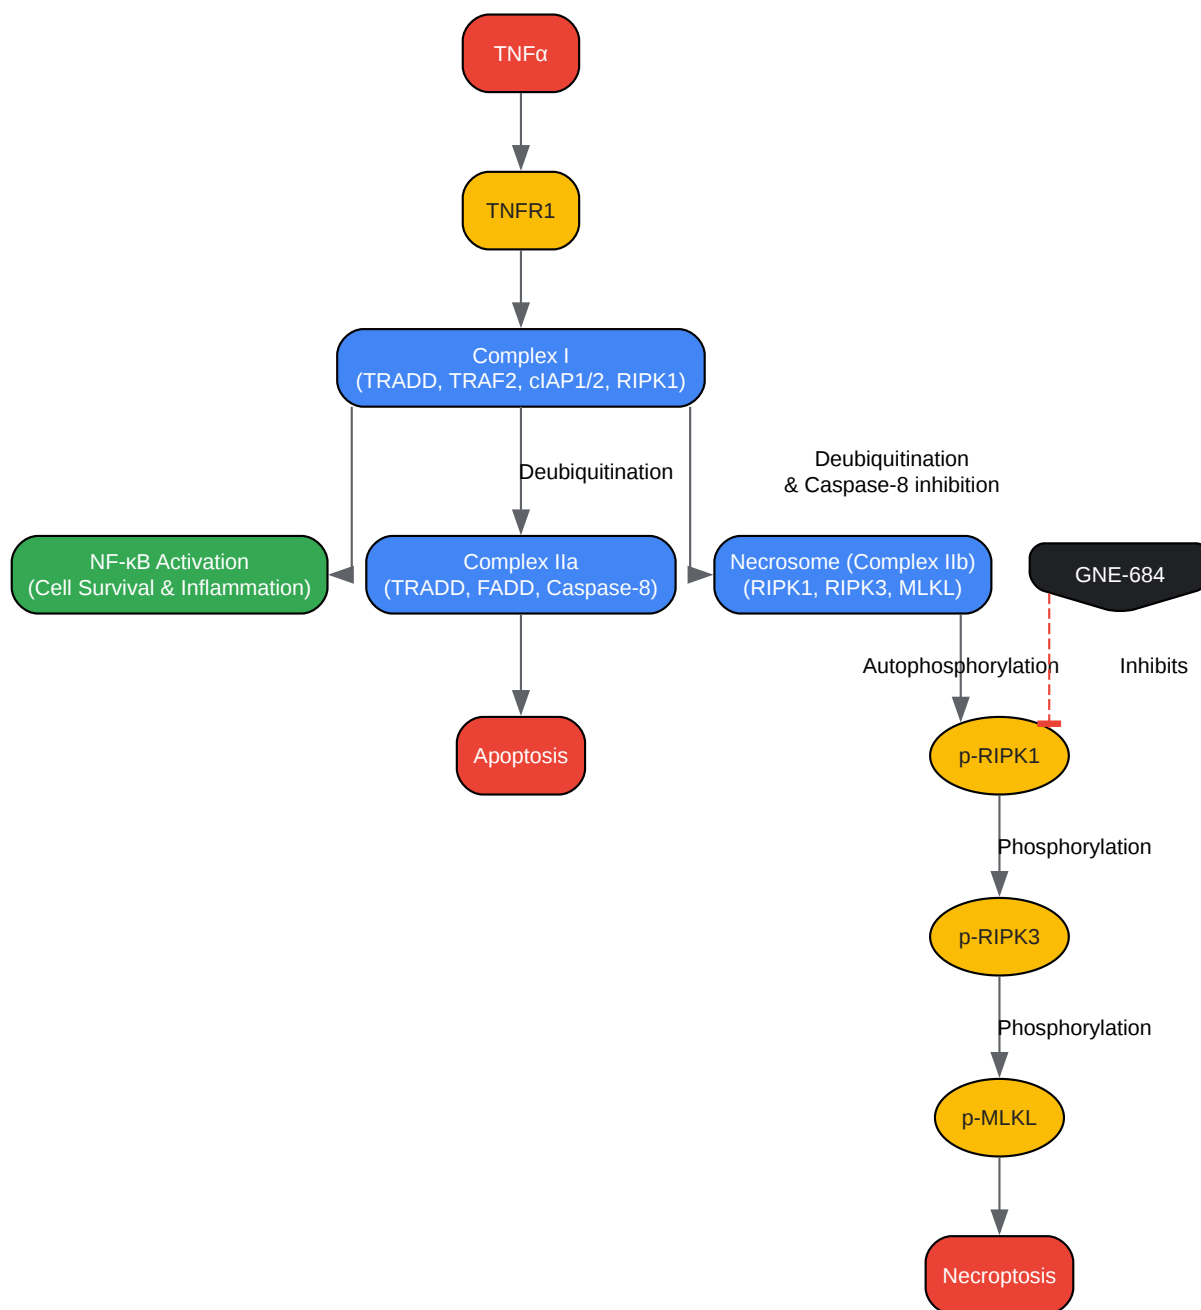 TNFα
TNFR1
Complex I
(TRADD, TRAF2, cIAP1/2, RIPK1)
Deubiquitination
Deubiquitination
& Caspase-8 inhibition
NF-κB Activation
(Cell Survival & Inflammation)
Complex IIa
(TRADD, FADD, Caspase-8)
Necrosome (Complex IIb)
(RIPK1, RIPK3, MLKL)
GNE-684
Autophosphorylation
Inhibits
Apoptosis
p-RIPK1
Phosphorylation
p-RIPK3
Phosphorylation
p-MLKL
Necroptosis